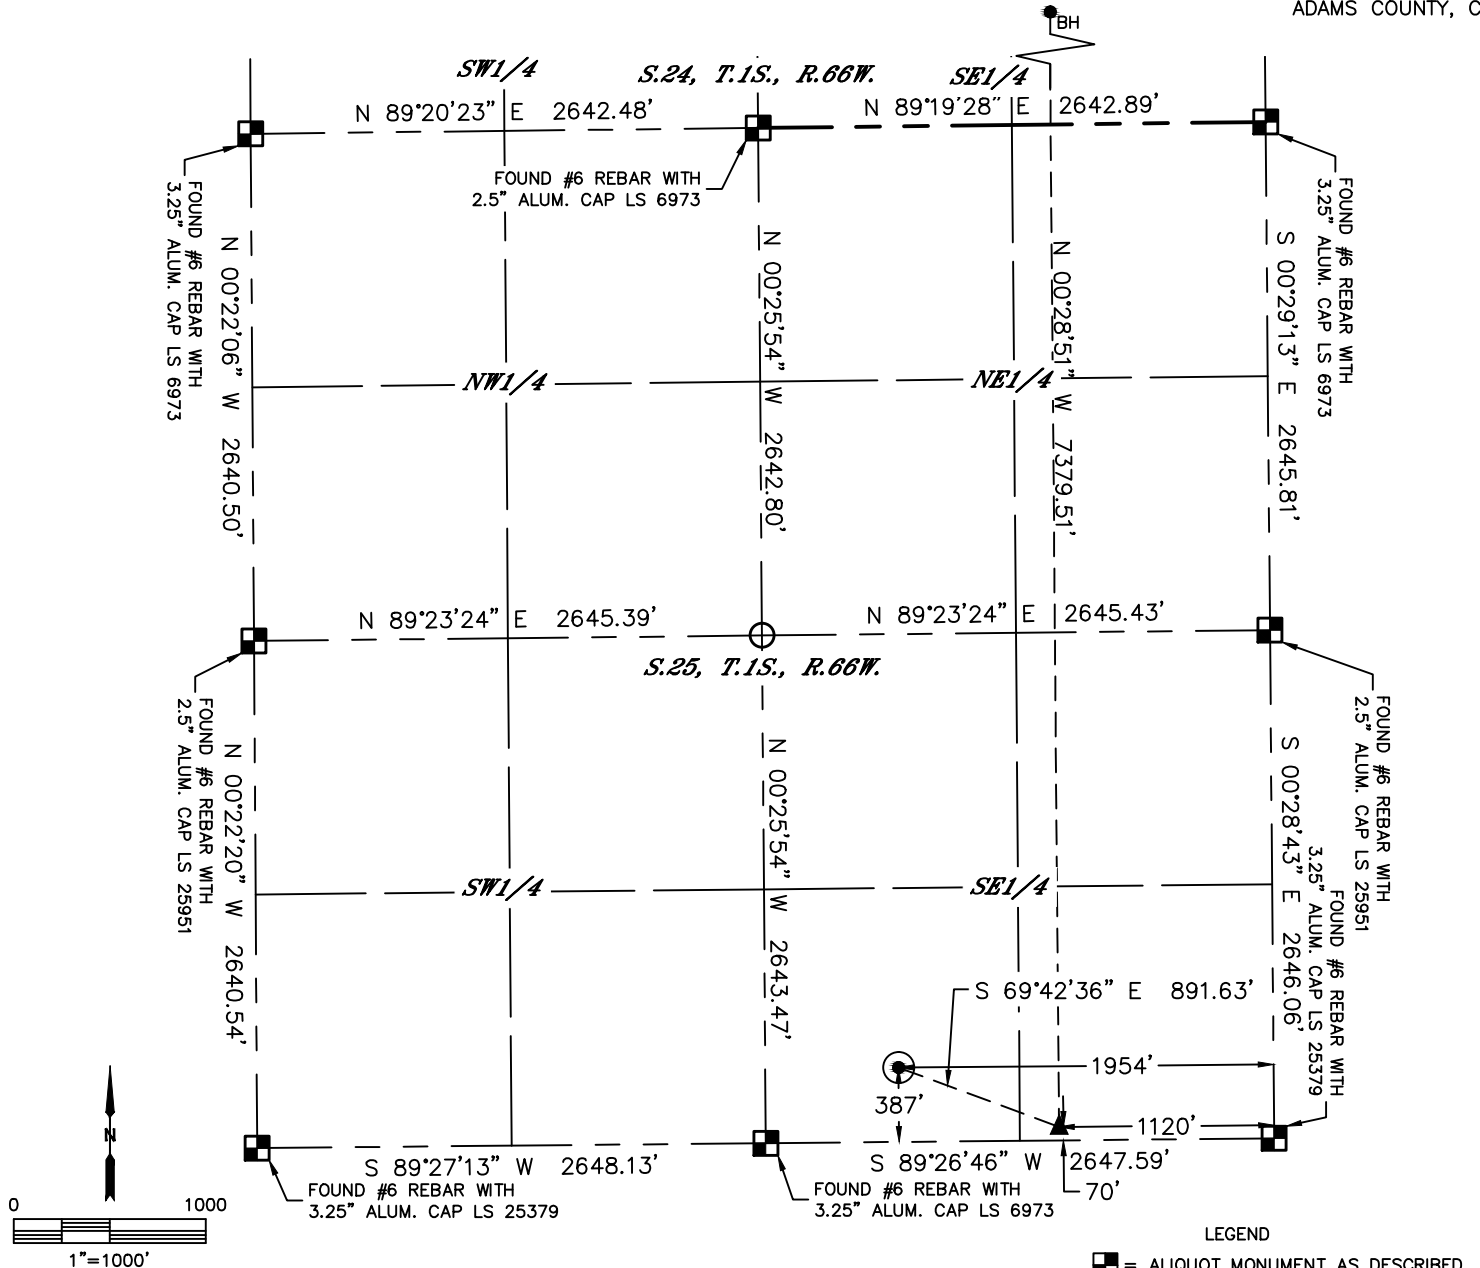 ADAMS COUNTY, C
BH
SW1/4
S.24, T.1S., R.66W.
SE1/4
N 89°20'23" E 2642.48'
N 89°19'28" E 2642.89'
FOUND #6 REBAR WITH
3.25" ALUM. CAP LS 6973
FOUND #6 REBAR WITH
2.5" ALUM. CAP LS 6973
FOUND #6 REBAR WITH
3.25" ALUM. CAP LS 6973
N 00°22'06" W 2640.50'
N 00°25'54" W 2642.80'
N 00°28'51" W 7379.51'
S 00°29'13" E 2645.81'
NW1/4
NE1/4
N 89°23'24" E 2645.39'
N 89°23'24" E 2645.43'
S.25, T.1S., R.66W.
FOUND #6 REBAR WITH
2.5" ALUM. CAP LS 25951
FOUND #6 REBAR WITH
2.5" ALUM. CAP LS 25951
N 00°22'20" W 2640.54'
N 00°25'54" W 2643.47'
S 00°28'43" E 2646.06'
SW1/4
SE1/4
FOUND #6 REBAR WITH
3.25" ALUM. CAP LS 25379
S 69°42'36" E 891.63'
1954'
387'
1120'
S 89°27'13" W 2648.13'
S 89°26'46" W 2647.59'
70'
FOUND #6 REBAR WITH
3.25" ALUM. CAP LS 25379
FOUND #6 REBAR WITH
3.25" ALUM. CAP LS 6973
N
0 1000
1"=1000'
LEGEND
= ALIQUOT MONUMENT AS DESCRIBED